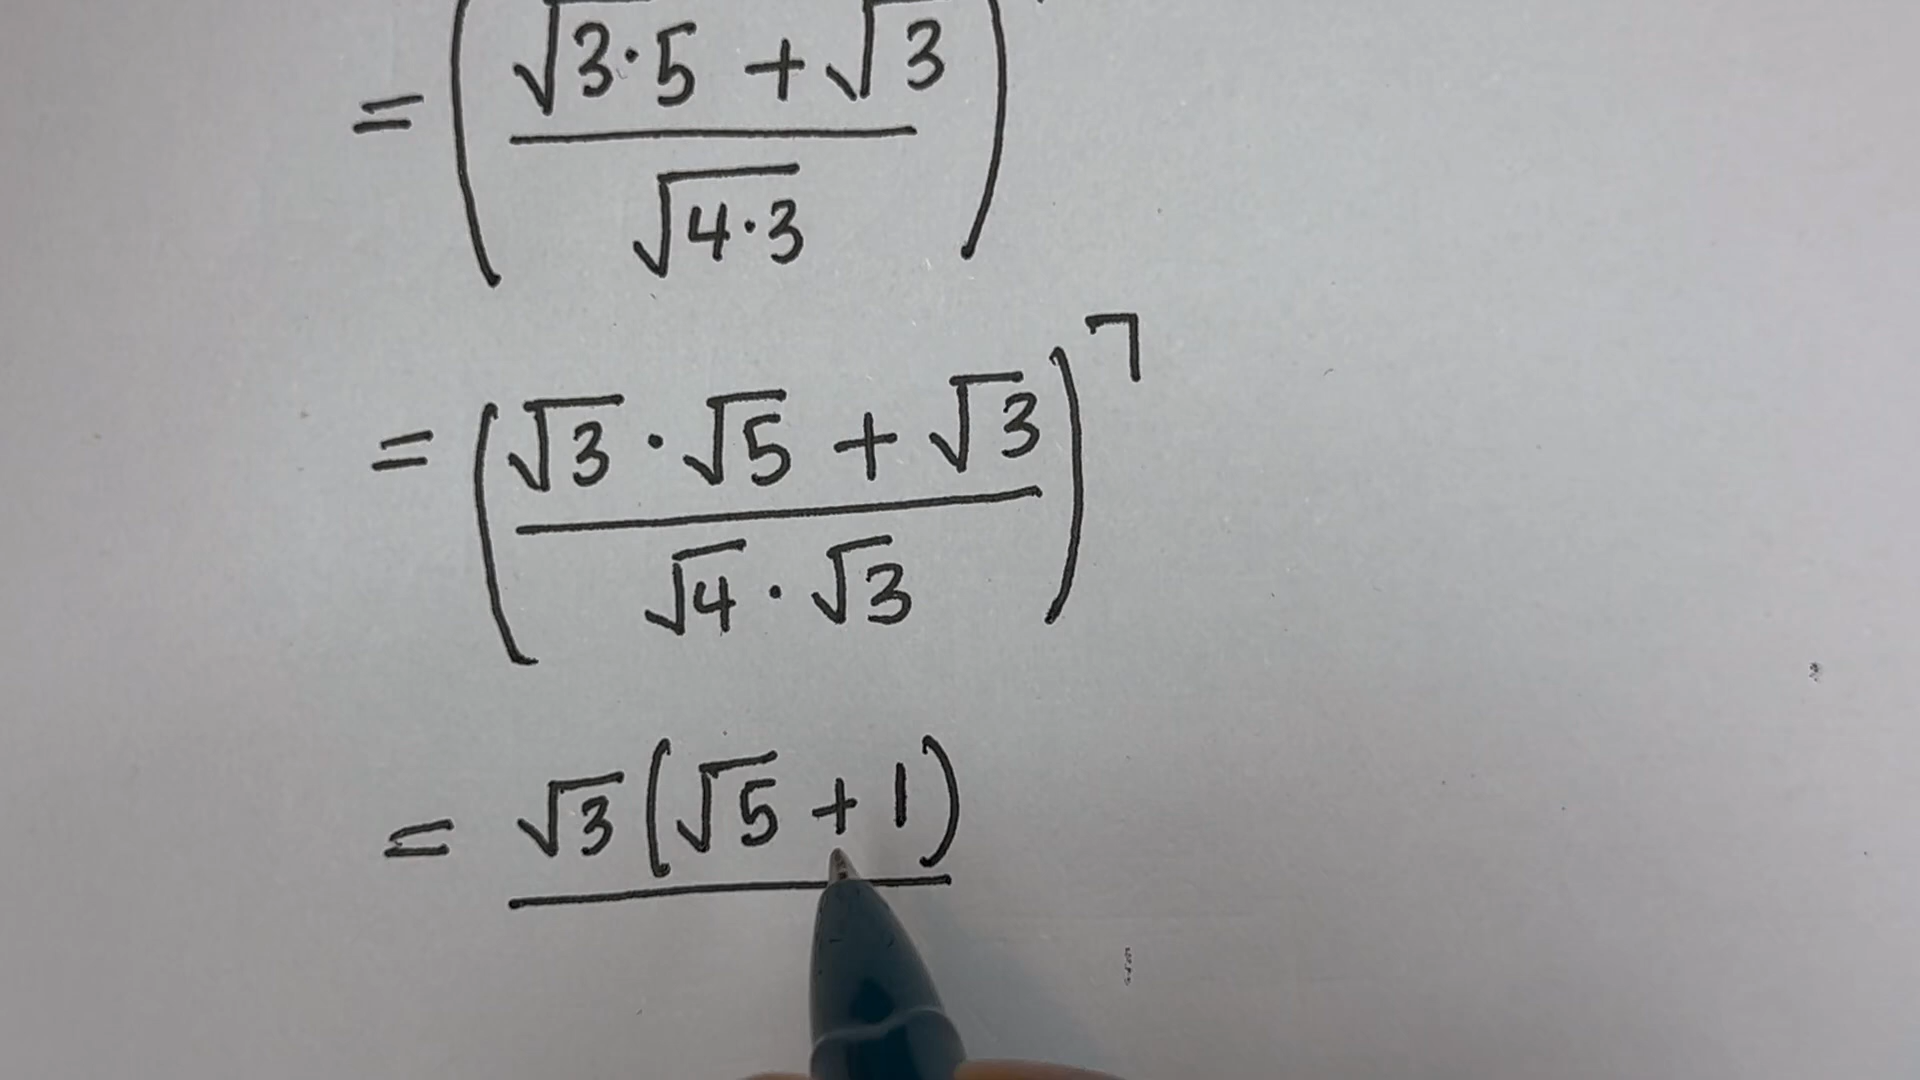 = ( √3·5 + √3
√4·3 )
= ( √3 · √5 + √3
√4 · √3 )^7
= √3 (√5 + 1)